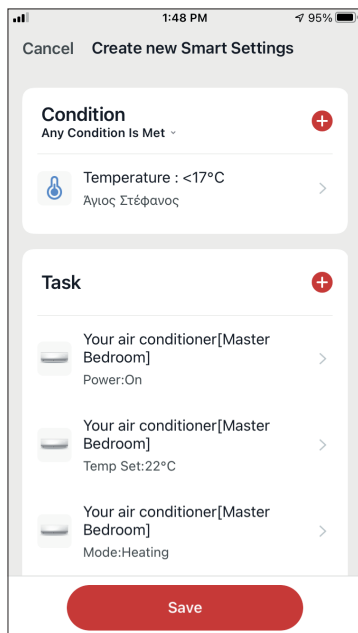 1:48 PM
95%
Cancel
Create new Smart Settings
Condition
Any Condition Is Met
Temperature : <17°C
Άγιος Στέφανος
Task
Your air conditioner[Master
Bedroom]
Power:On
Your air conditioner[Master
Bedroom]
Temp Set:22°C
Your air conditioner[Master
Bedroom]
Mode:Heating
Save